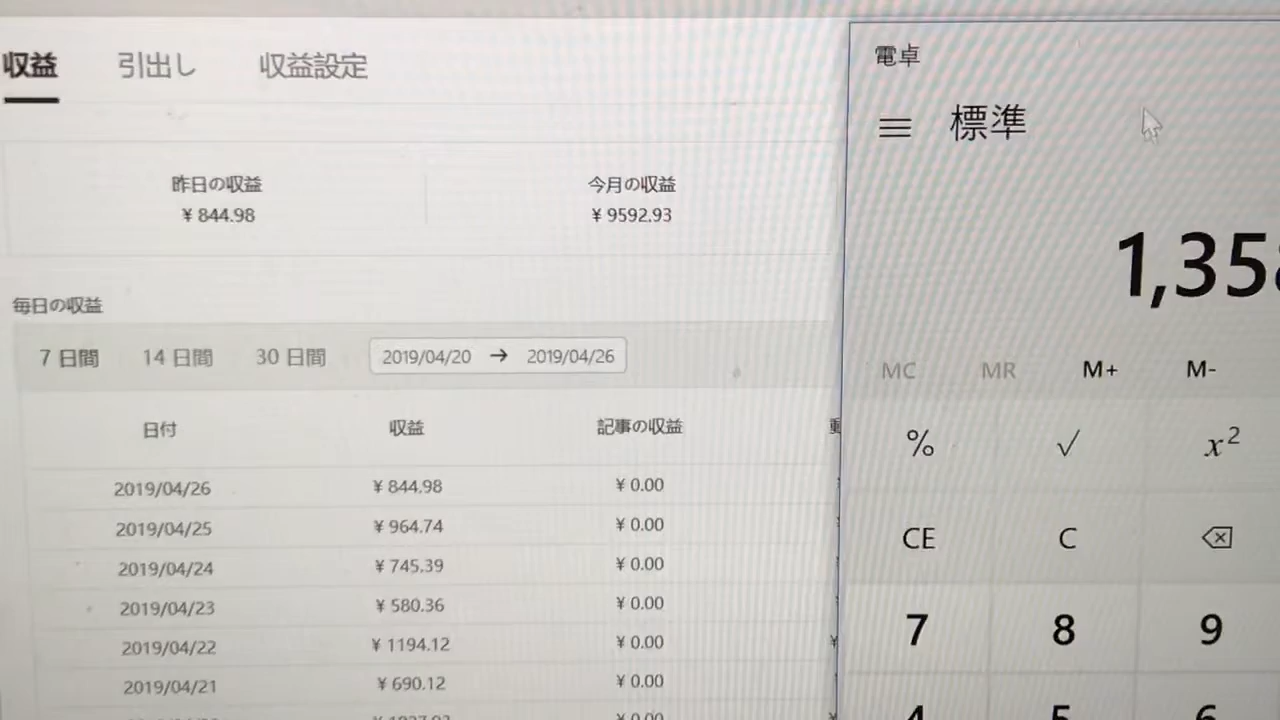 収益 引出し 収益設定
昨日の収益 今月の収益
¥ 844.98 ¥ 9592.93
毎日の収益
7 日間 14 日間 30 日間 2019/04/20 → 2019/04/26
日付 収益 記事の収益
2019/04/26 ¥ 844.98 ¥ 0.00
2019/04/25 ¥ 964.74 ¥ 0.00
2019/04/24 ¥ 745.39 ¥ 0.00
2019/04/23 ¥ 580.36 ¥ 0.00
2019/04/22 ¥ 1194.12 ¥ 0.00
2019/04/21 ¥ 690.12 ¥ 0.00
電卓
標準
1,358
MC MR M+ M-
% √ x²
CE C
7 8 9
4 5 6